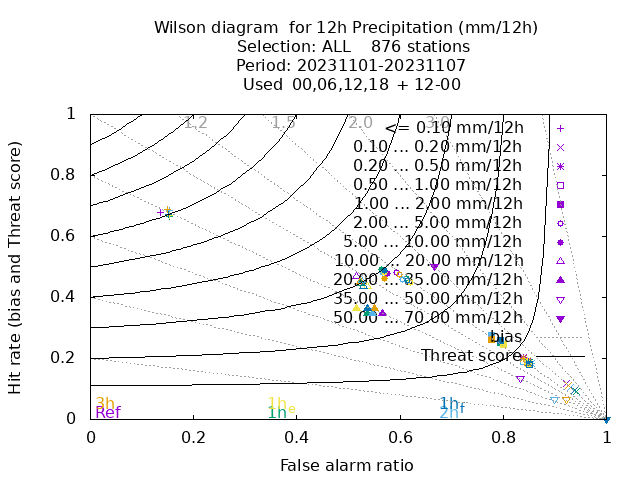 Wilson diagram  for 12h Precipitation (mm/12h)
Selection: ALL    876 stations
Period: 20231101-20231107
Used  00,06,12,18  + 12-00
1.2 1.5 2.0 3.0
<= 0.10 mm/12h
0.10 ... 0.20 mm/12h
0.20 ... 0.50 mm/12h
0.50 ... 1.00 mm/12h
1.00 ... 2.00 mm/12h
2.00 ... 5.00 mm/12h
5.00 ... 10.00 mm/12h
10.00 ... 20.00 mm/12h
20.00 ... 35.00 mm/12h
35.00 ... 50.00 mm/12h
50.00 ... 70.00 mm/12h
bias
Threat score
Hit rate (bias and Threat score)
1
0.8
0.6
0.4
0.2
0
3h 1h_e 1h_f
Ref 1h 2h
0 0.2 0.4 0.6 0.8 1
False alarm ratio